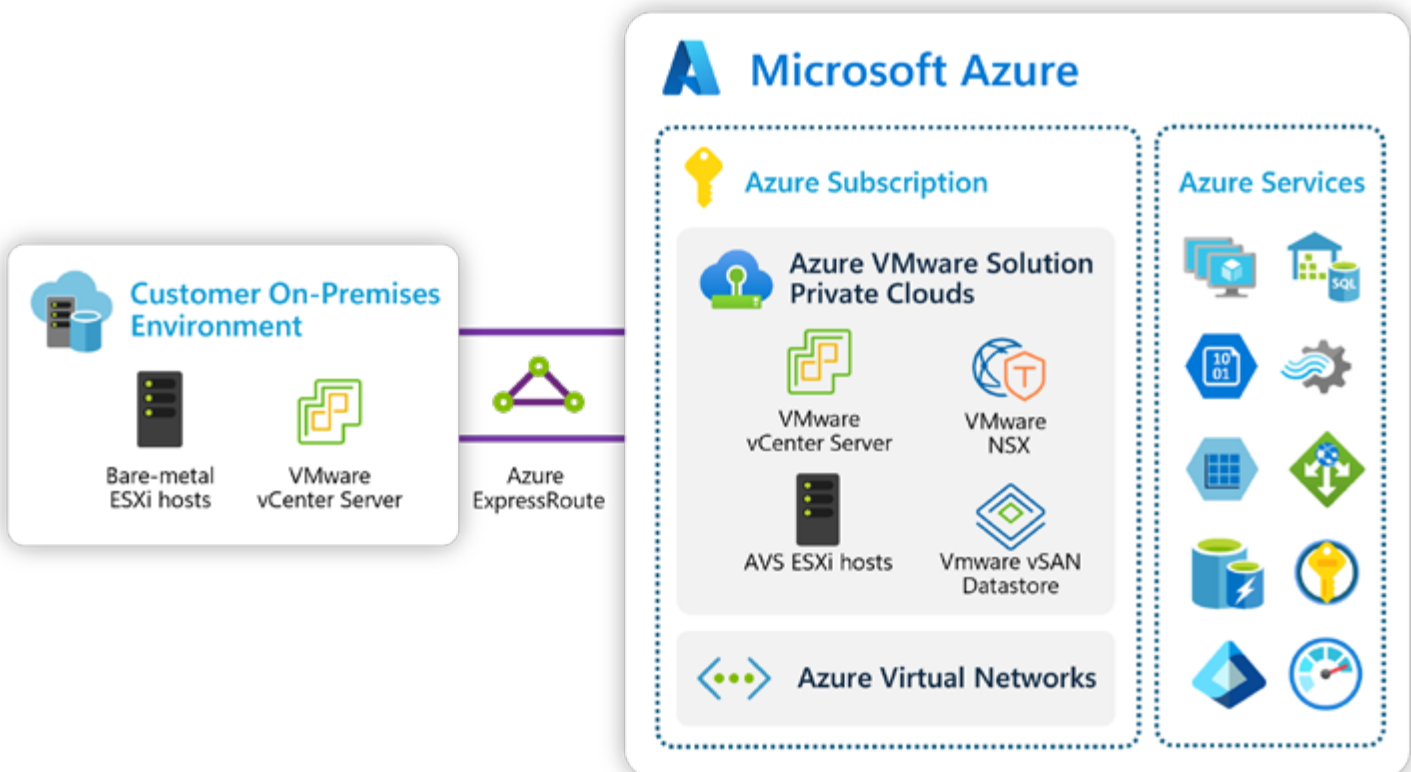 Microsoft Azure
Azure Subscription
Azure Services
Customer On-Premises
Environment
Bare-metal
ESXi hosts
VMware
vCenter Server
Azure
ExpressRoute
Azure VMware Solution
Private Clouds
VMware
vCenter Server
VMware
NSX
T
AVS ESXi hosts
Vmware vSAN
Datastore
Azure Virtual Networks
SQL
10
01